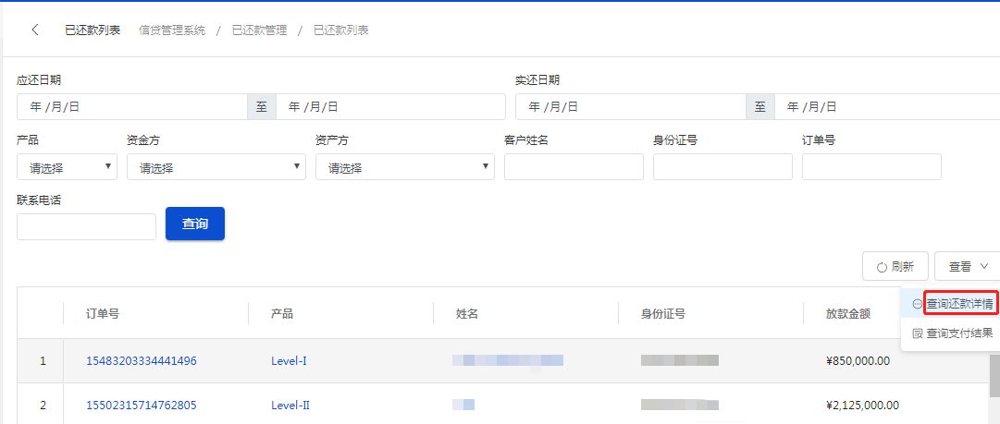 已还款列表 信贷管理系统 / 已还款管理 / 已还款列表
应还日期 实还日期
年 /月/日 至 年 /月/日 年 /月/日 至 年 /月/日
产品 资金方 资产方 客户姓名 身份证号 订单号
请选择 请选择 请选择
联系电话
查询
刷新 查看
查询还款详情
查询支付结果
订单号 产品 姓名 身份证号 放款金额
1 15483203334441496 Level-I ¥850,000.00
2 15502315714762805 Level-II ¥2,125,000.00